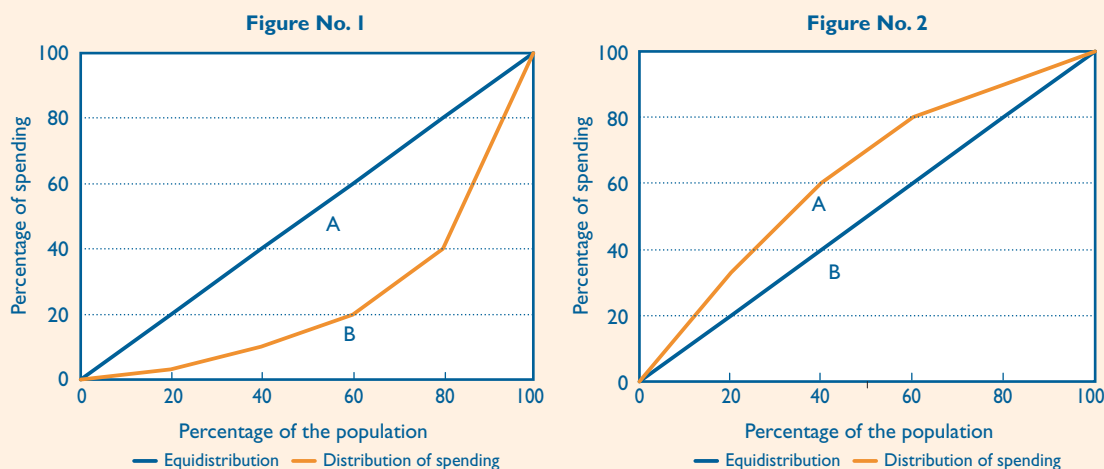 Figure No. 1
100
80
60
40
20
0
Percentage of spending
A
B
0 20 40 60 80 100
Percentage of the population
Equidistribution Distribution of spending
Figure No. 2
100
80
60
40
20
0
Percentage of spending
A
B
0 20 40 60 80 100
Percentage of the population
Equidistribution Distribution of spending